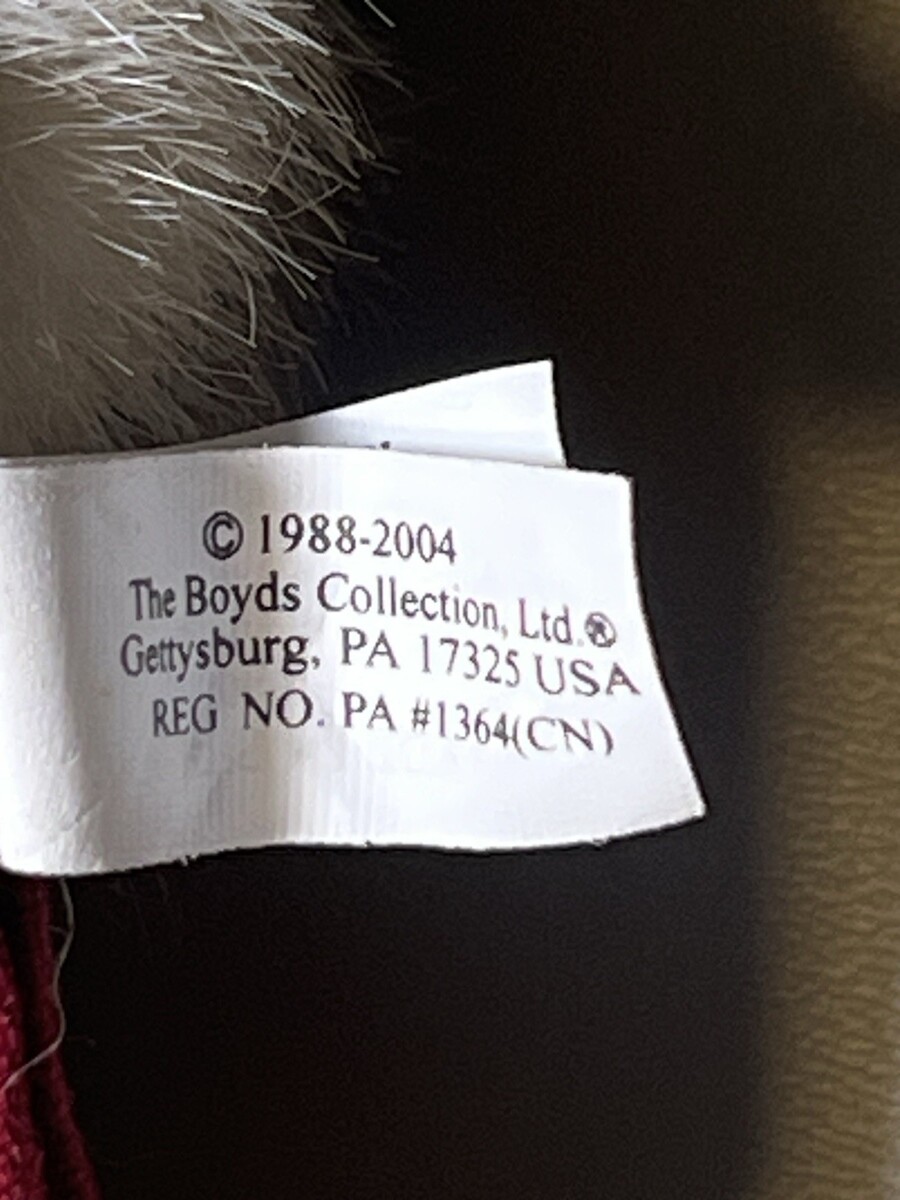 © 1988-2004
The Boyds Collection, Ltd.®
Gettysburg, PA 17325 USA
REG NO. PA #1364(CN)